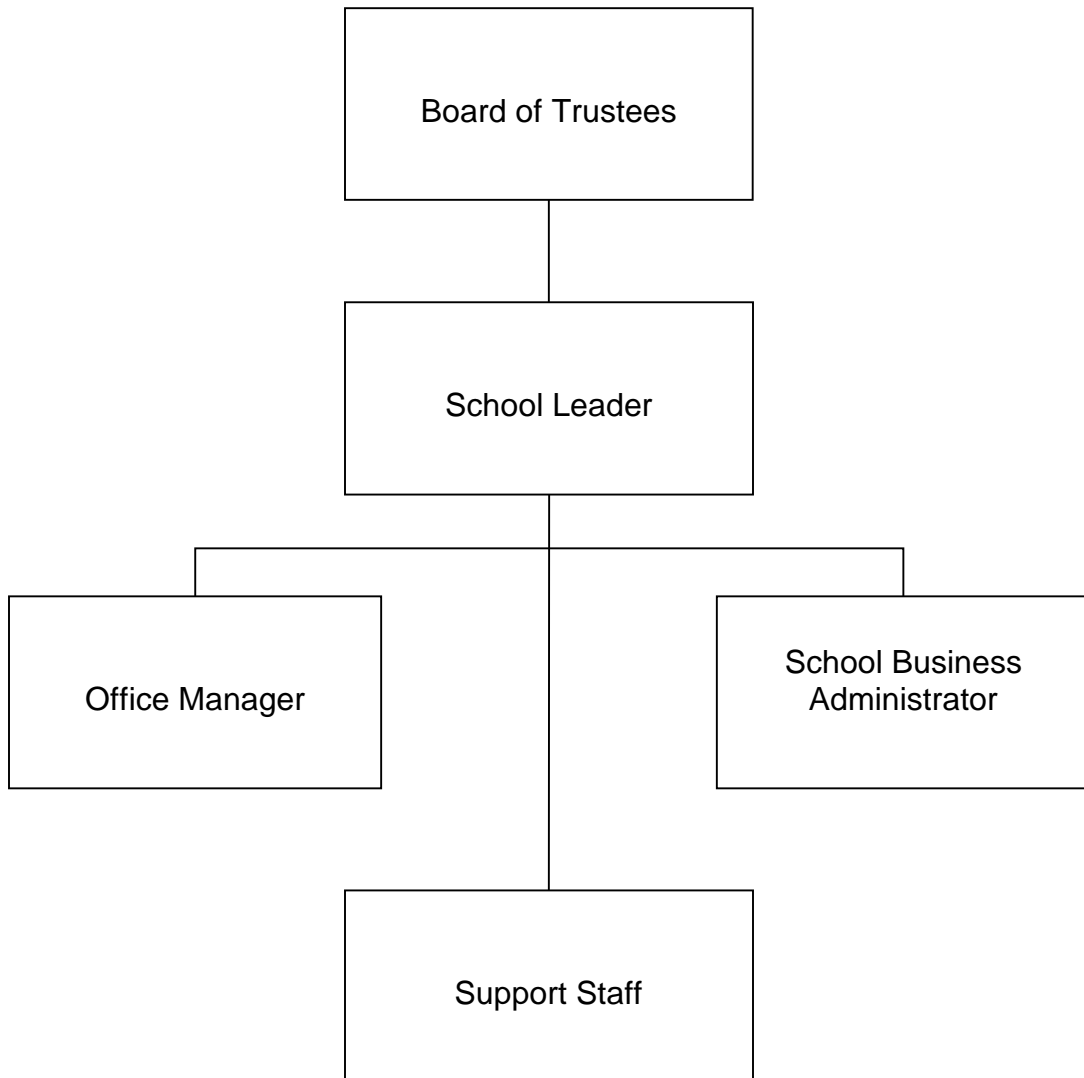 Board of Trustees
School Leader
Office Manager
School Business
Administrator
Support Staff